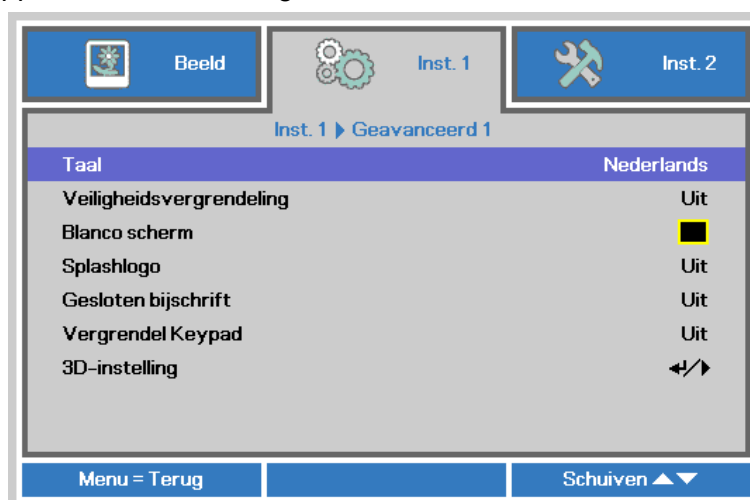 Beeld Inst. 1 Inst. 2
Inst. 1 Geavanceerd 1
Taal Nederlands
Veiligheidsvergrendeling Uit
Blanco scherm
Splashlogo Uit
Gesloten bijschrift Uit
Vergrendel Keypad Uit
3D-instelling
Menu = Terug Schuiven